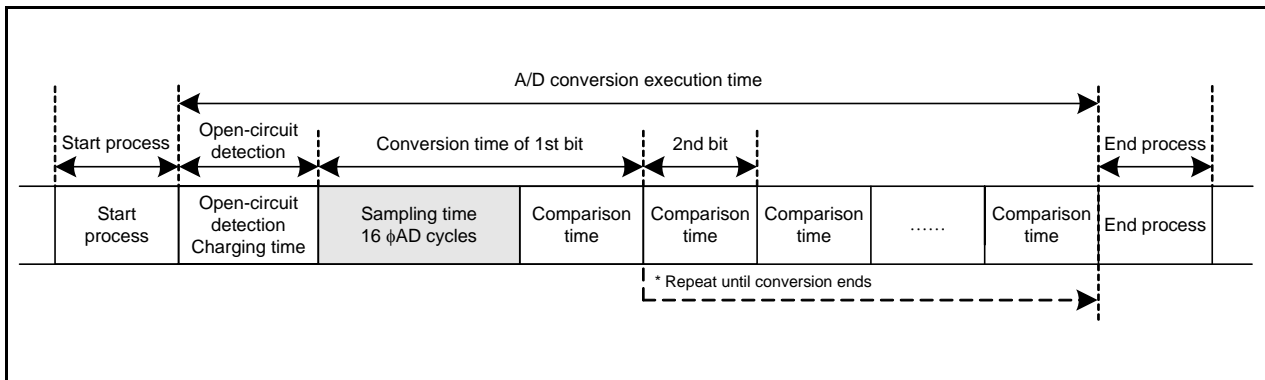 A/D conversion execution time
Start process
Open-circuit
detection
Conversion time of 1st bit
2nd bit
End process
Start
process
Open-circuit
detection
Charging time
Sampling time
16 ϕAD cycles
Comparison
time
Comparison
time
Comparison
time
……
Comparison
time
End process
* Repeat until conversion ends